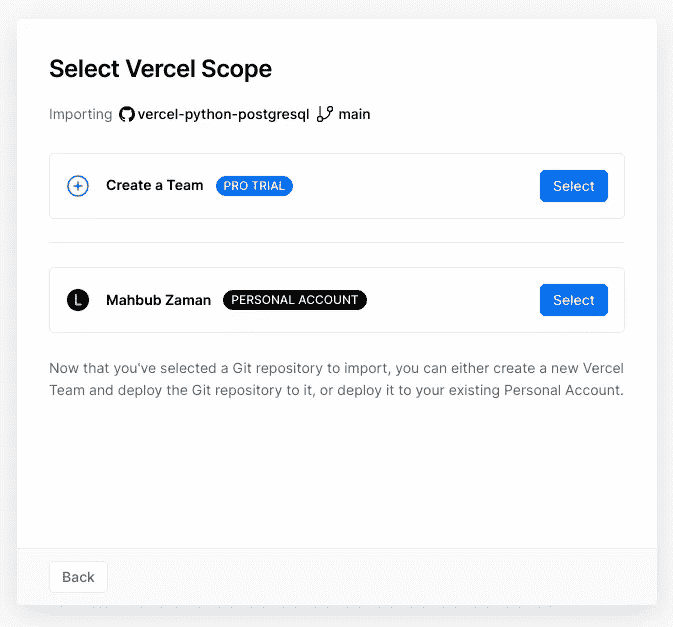 Select Vercel Scope
Importing vercel-python-postgresql main
Create a Team PRO TRIAL Select
L Mahbub Zaman PERSONAL ACCOUNT Select
Now that you've selected a Git repository to import, you can either create a new Vercel
Team and deploy the Git repository to it, or deploy it to your existing Personal Account.
Back